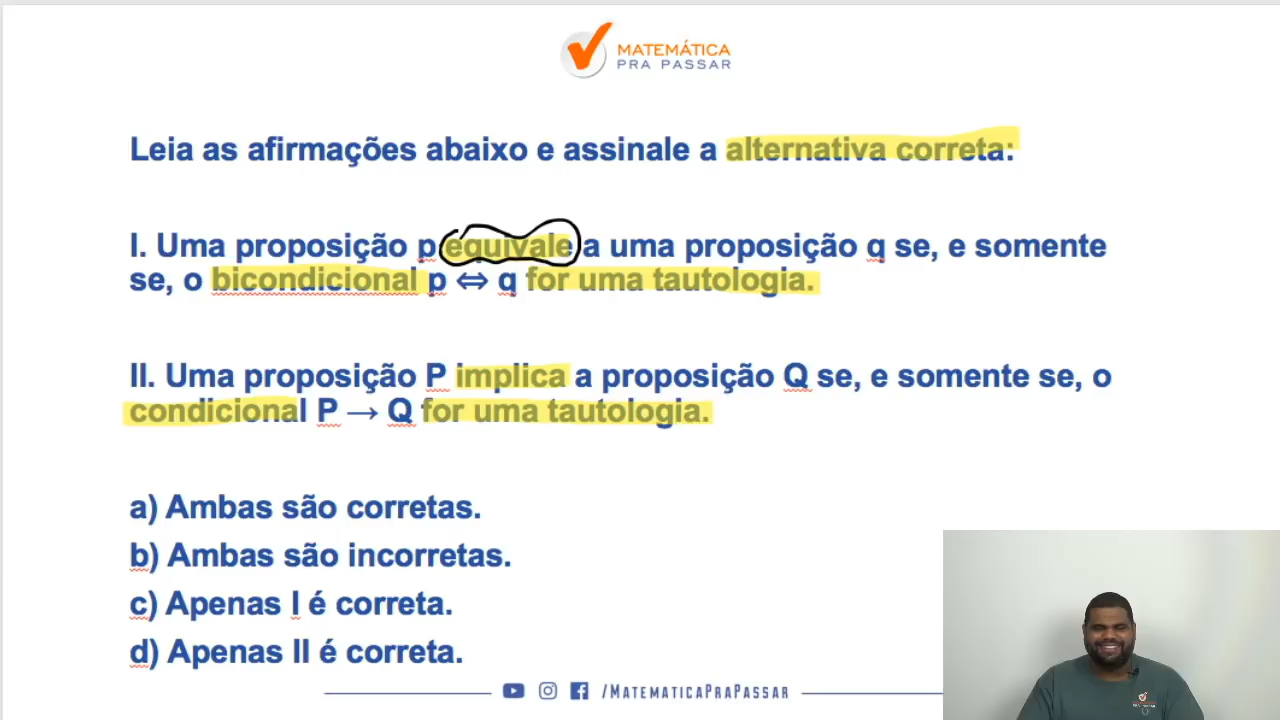 MATEMÁTICA
PRA PASSAR
Leia as afirmações abaixo e assinale a alternativa correta:
I. Uma proposição p equivale a uma proposição q se, e somente
se, o bicondicional p ⇔ q for uma tautologia.
II. Uma proposição P implica a proposição Q se, e somente se, o
condicional P → Q for uma tautologia.
a) Ambas são corretas.
b) Ambas são incorretas.
c) Apenas I é correta.
d) Apenas II é correta.
/MATEMATICAPRAPASSAR